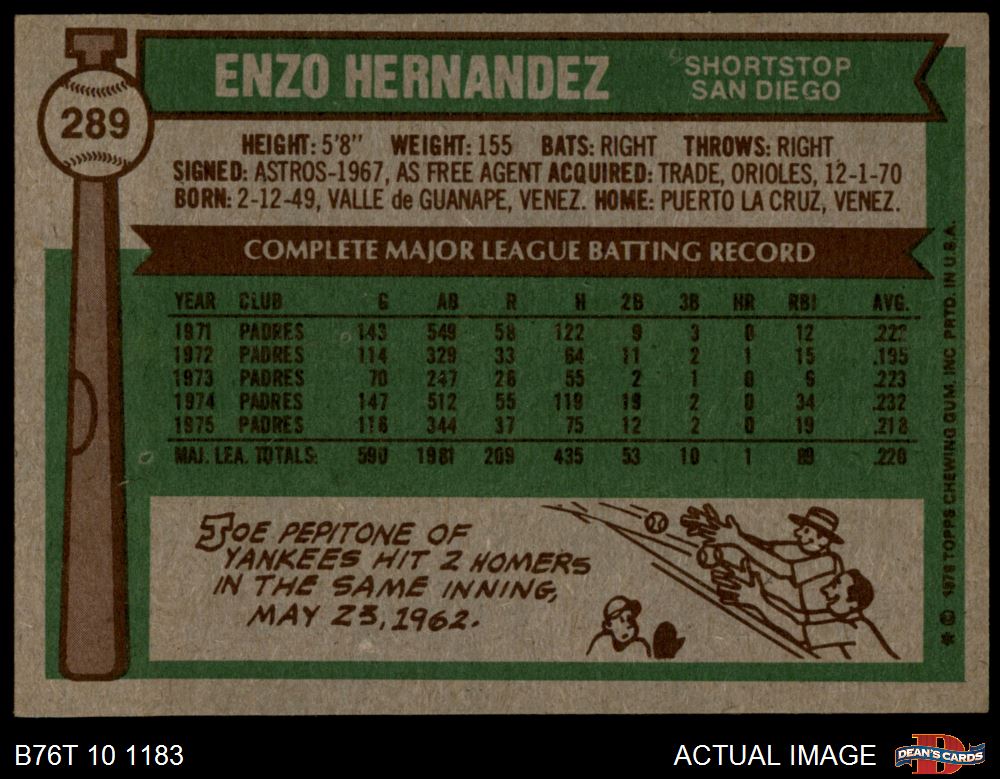 ENZO HERNANDEZ
SHORTSTOP
SAN DIEGO
289
HEIGHT: 5'8" WEIGHT: 155 BATS: RIGHT THROWS: RIGHT
SIGNED: ASTROS-1967, AS FREE AGENT ACQUIRED: TRADE, ORIOLES, 12-1-70
BORN: 2-12-49, VALLE de GUANAPE, VENEZ. HOME: PUERTO LA CRUZ, VENEZ.
COMPLETE MAJOR LEAGUE BATTING RECORD
YEAR CLUB G AB R H 2B 3B HR RBI AVG.
1971 PADRES 143 549 58 122 9 3 0 12 .222
1972 PADRES 114 329 33 64 11 2 1 15 .195
1973 PADRES 70 247 26 55 2 1 0 9 .223
1974 PADRES 147 512 55 119 19 2 0 34 .232
1975 PADRES 116 344 37 75 12 2 0 19 .218
MAJ. LEA. TOTALS: 590 1981 209 435 53 10 1 89 .220
JOE PEPITONE OF
YANKEES HIT 2 HOMERS
IN THE SAME INNING,
MAY 23, 1962.
* © 1976 TOPPS CHEWING GUM, INC PRTD. IN U.S.A.
B76T 10 1183
ACTUAL IMAGE
DEAN'S CARDS